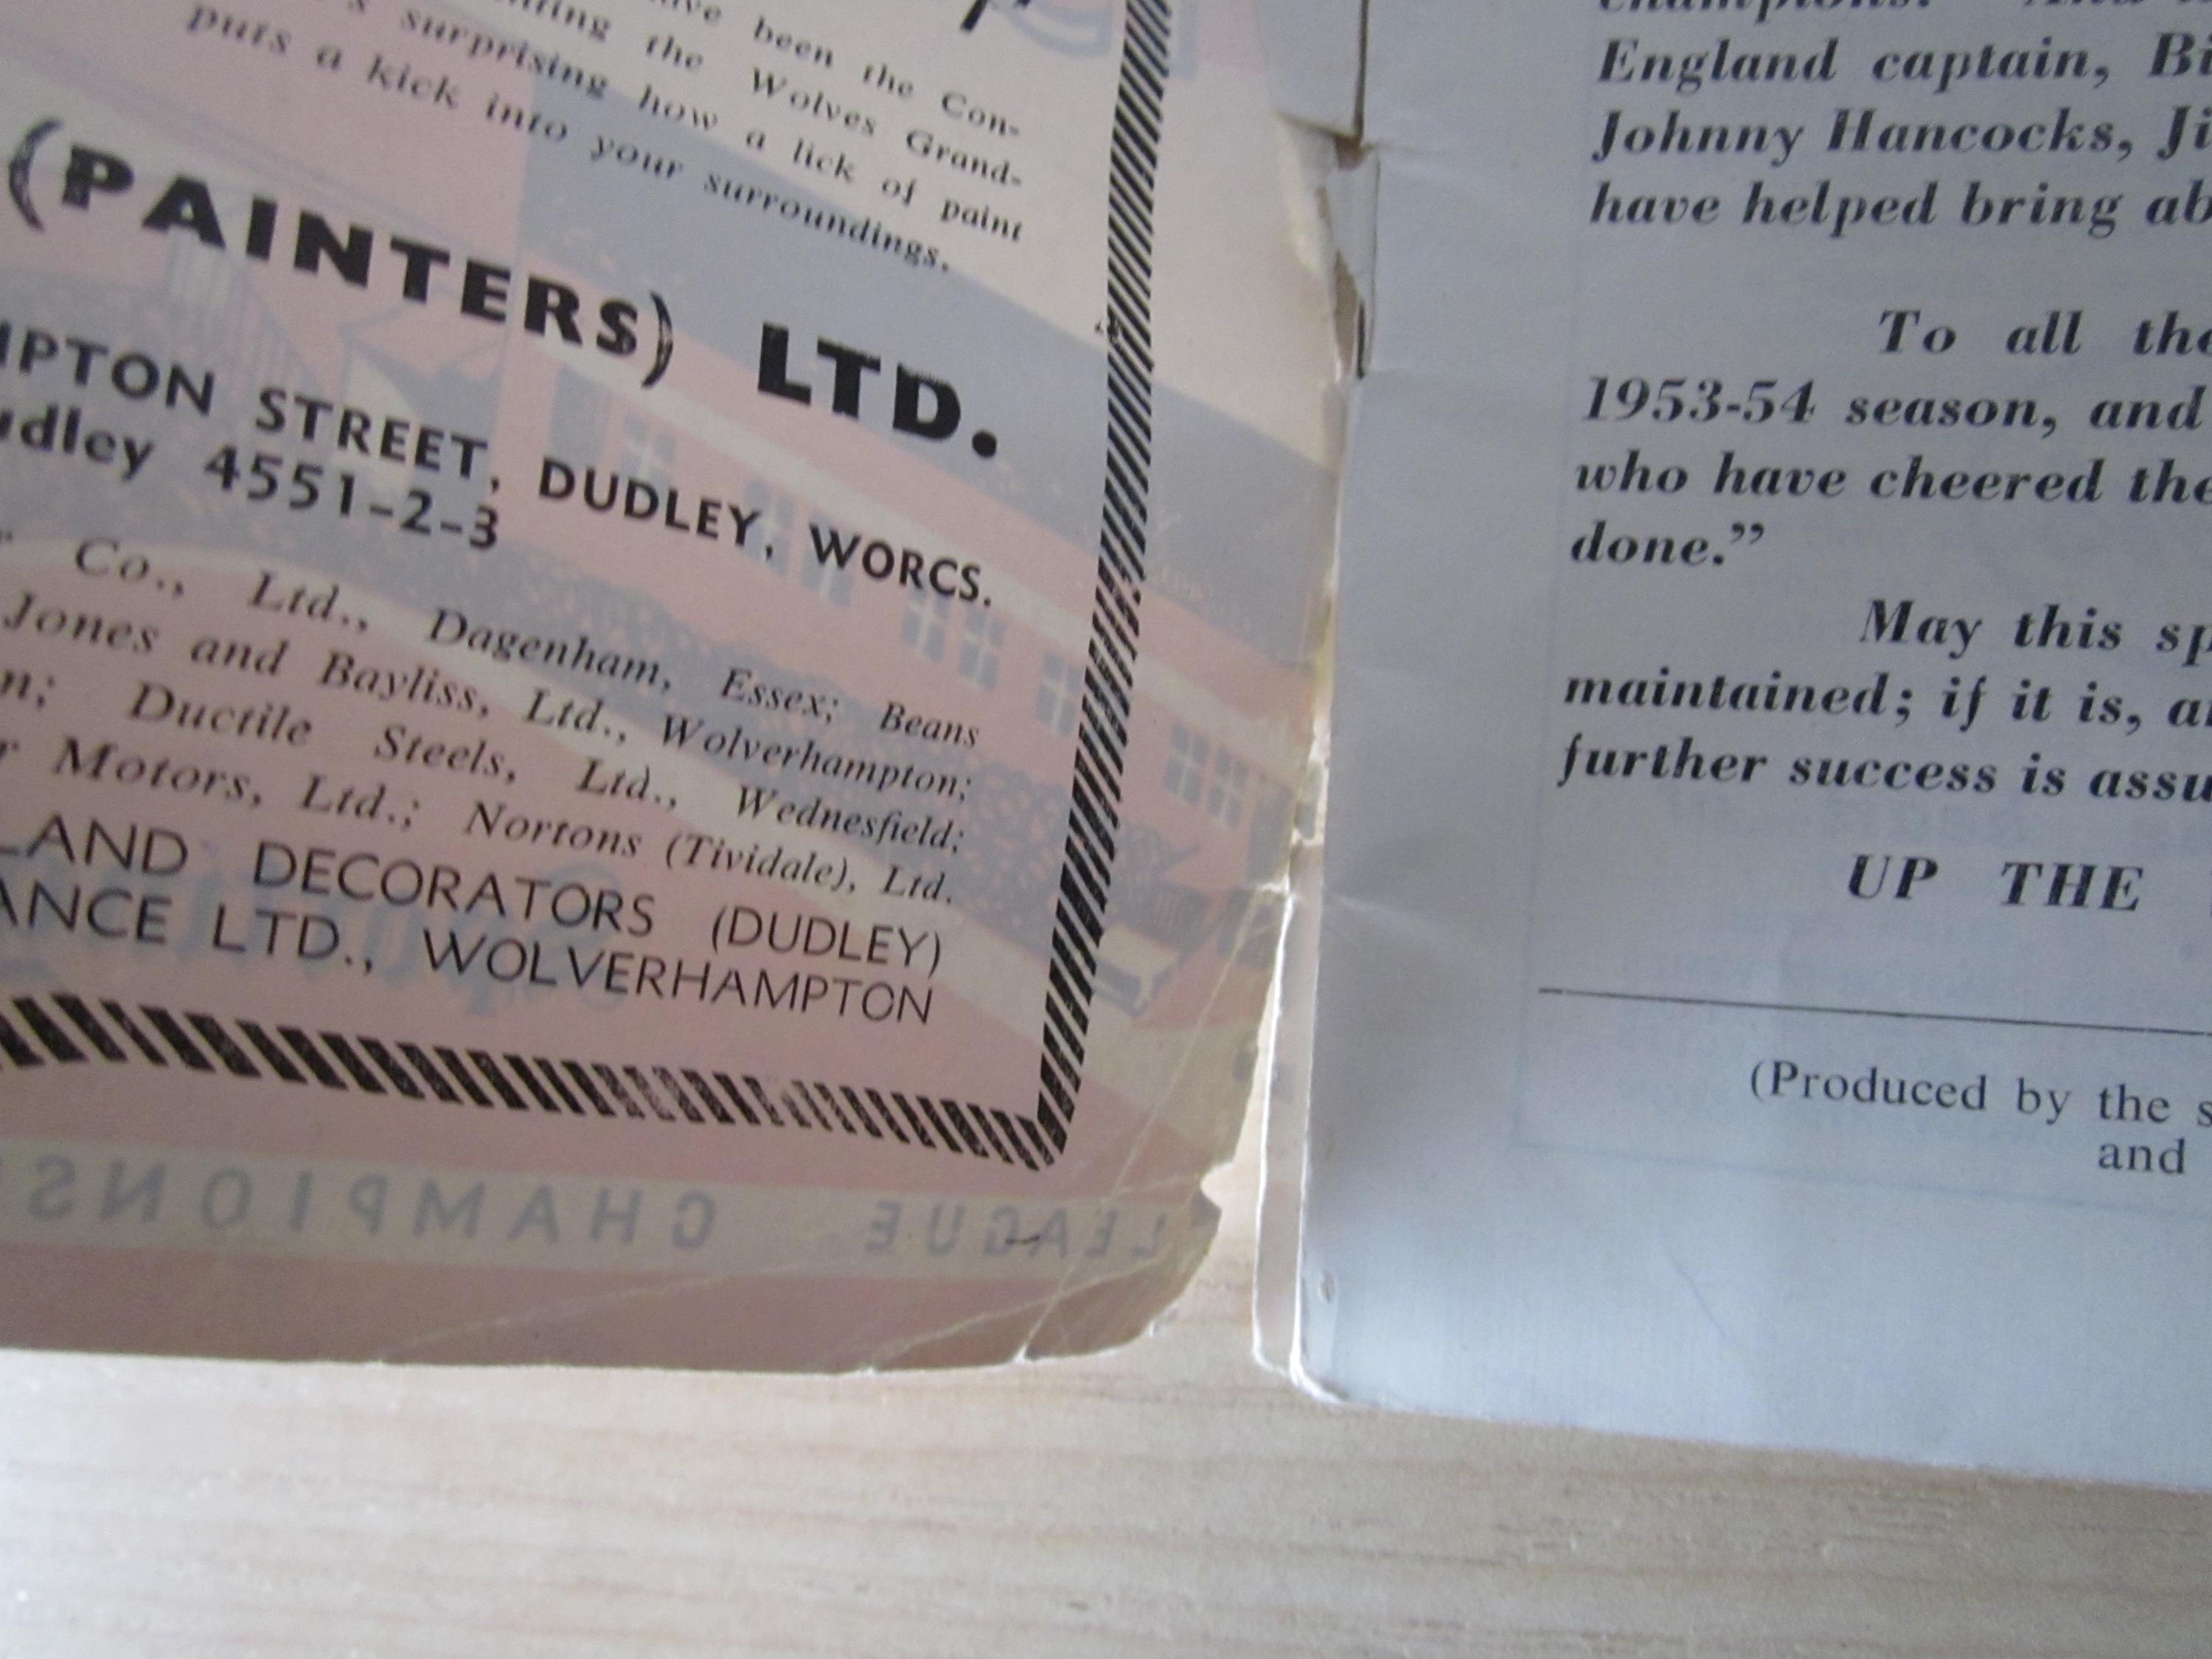 been the Con-
the Wolves Grand-
surprising how a lick of paint
puts a kick into your surroundings.
(PAINTERS) LTD.
STREET, DUDLEY, WORCS.
4551-2-3
Co., Ltd., Dagenham, Essex; Beans
Jones and Bayliss, Ltd., Wolverhampton;
Ductile Steels, Ltd., Wednesfield;
Motors, Ltd.; Nortons (Tividale), Ltd.
DECORATORS (DUDLEY)
LTD., WOLVERHAMPTON
LEAGUE CHAMPIONS
England captain,
Johnny Hancocks,
have helped bring
To all
1953-54 season, and
who have cheered
done.”
May this
maintained; if it is,
further success is
UP THE
(Produced by the
and